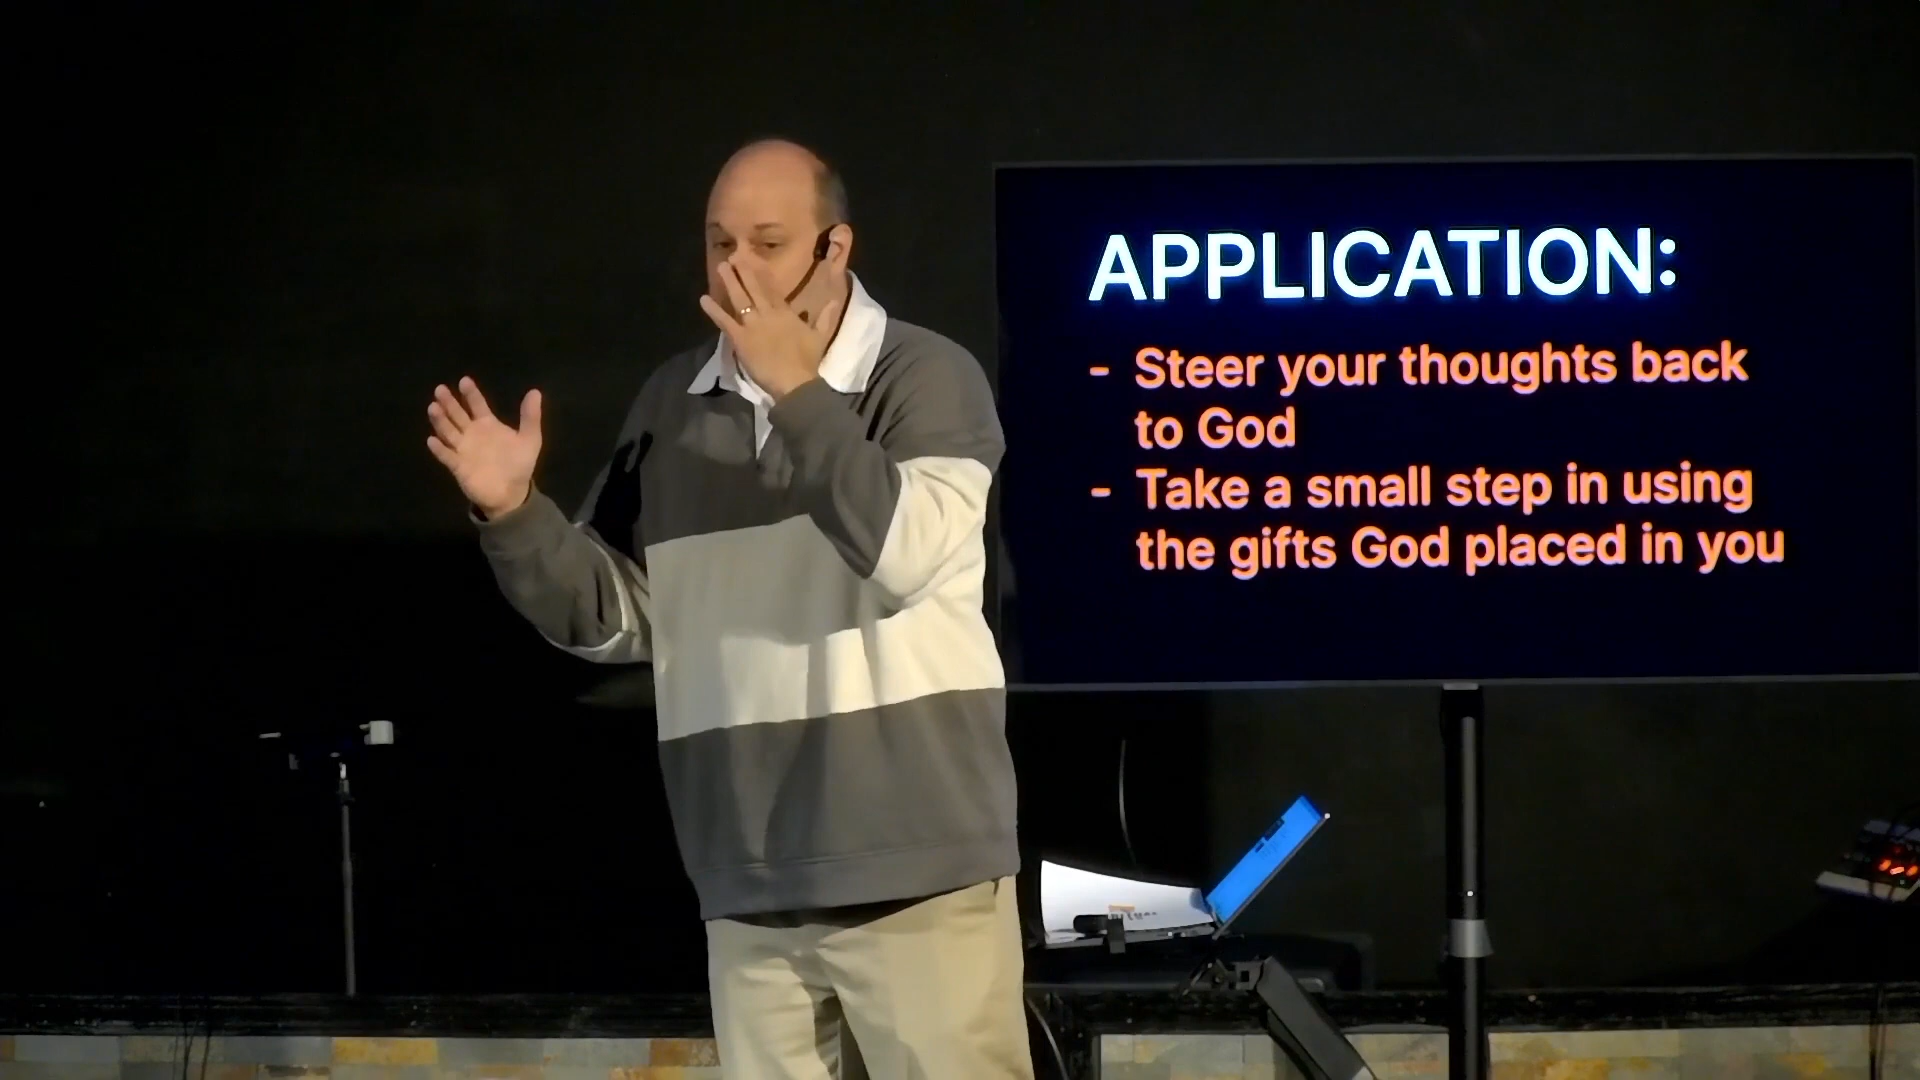 APPLICATION:
- Steer your thoughts back
to God
- Take a small step in using
the gifts God placed in you